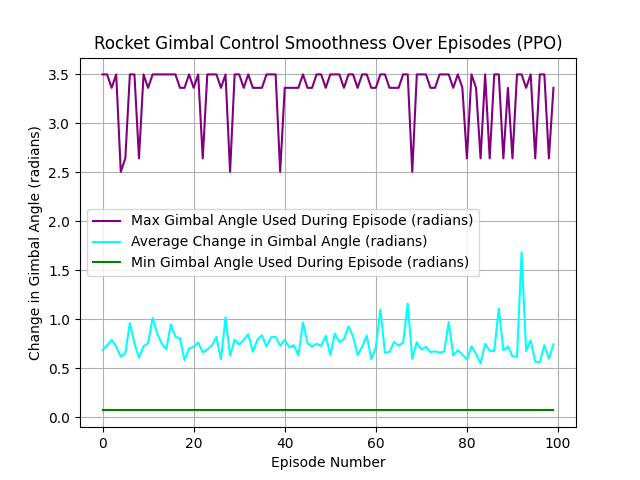 Rocket Gimbal Control Smoothness Over Episodes (PPO)
Change in Gimbal Angle (radians)
3.5
3.0
2.5
2.0
1.5
1.0
0.5
0.0
Max Gimbal Angle Used During Episode (radians)
Average Change in Gimbal Angle (radians)
Min Gimbal Angle Used During Episode (radians)
0 20 40 60 80 100
Episode Number